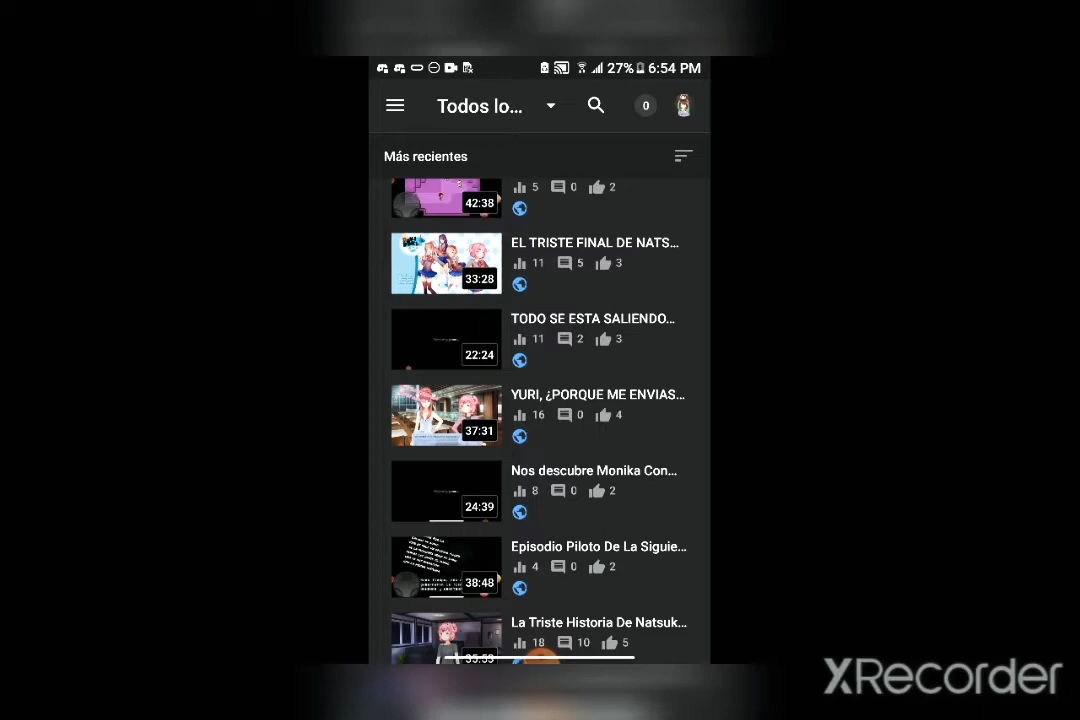 27% 6:54 PM
Todos lo...
0
Más recientes
42:38
5 0 2
EL TRISTE FINAL DE NATS...
11 5 3
33:28
TODO SE ESTA SALIENDO...
11 2 3
22:24
YURI, ¿PORQUE ME ENVIAS...
16 0 4
37:31
Nos descubre Monika Con...
8 0 2
24:39
Episodio Piloto De La Siguie...
4 0 2
38:48
La Triste Historia De Natsuk...
18 10 5
35:53
XRecorder